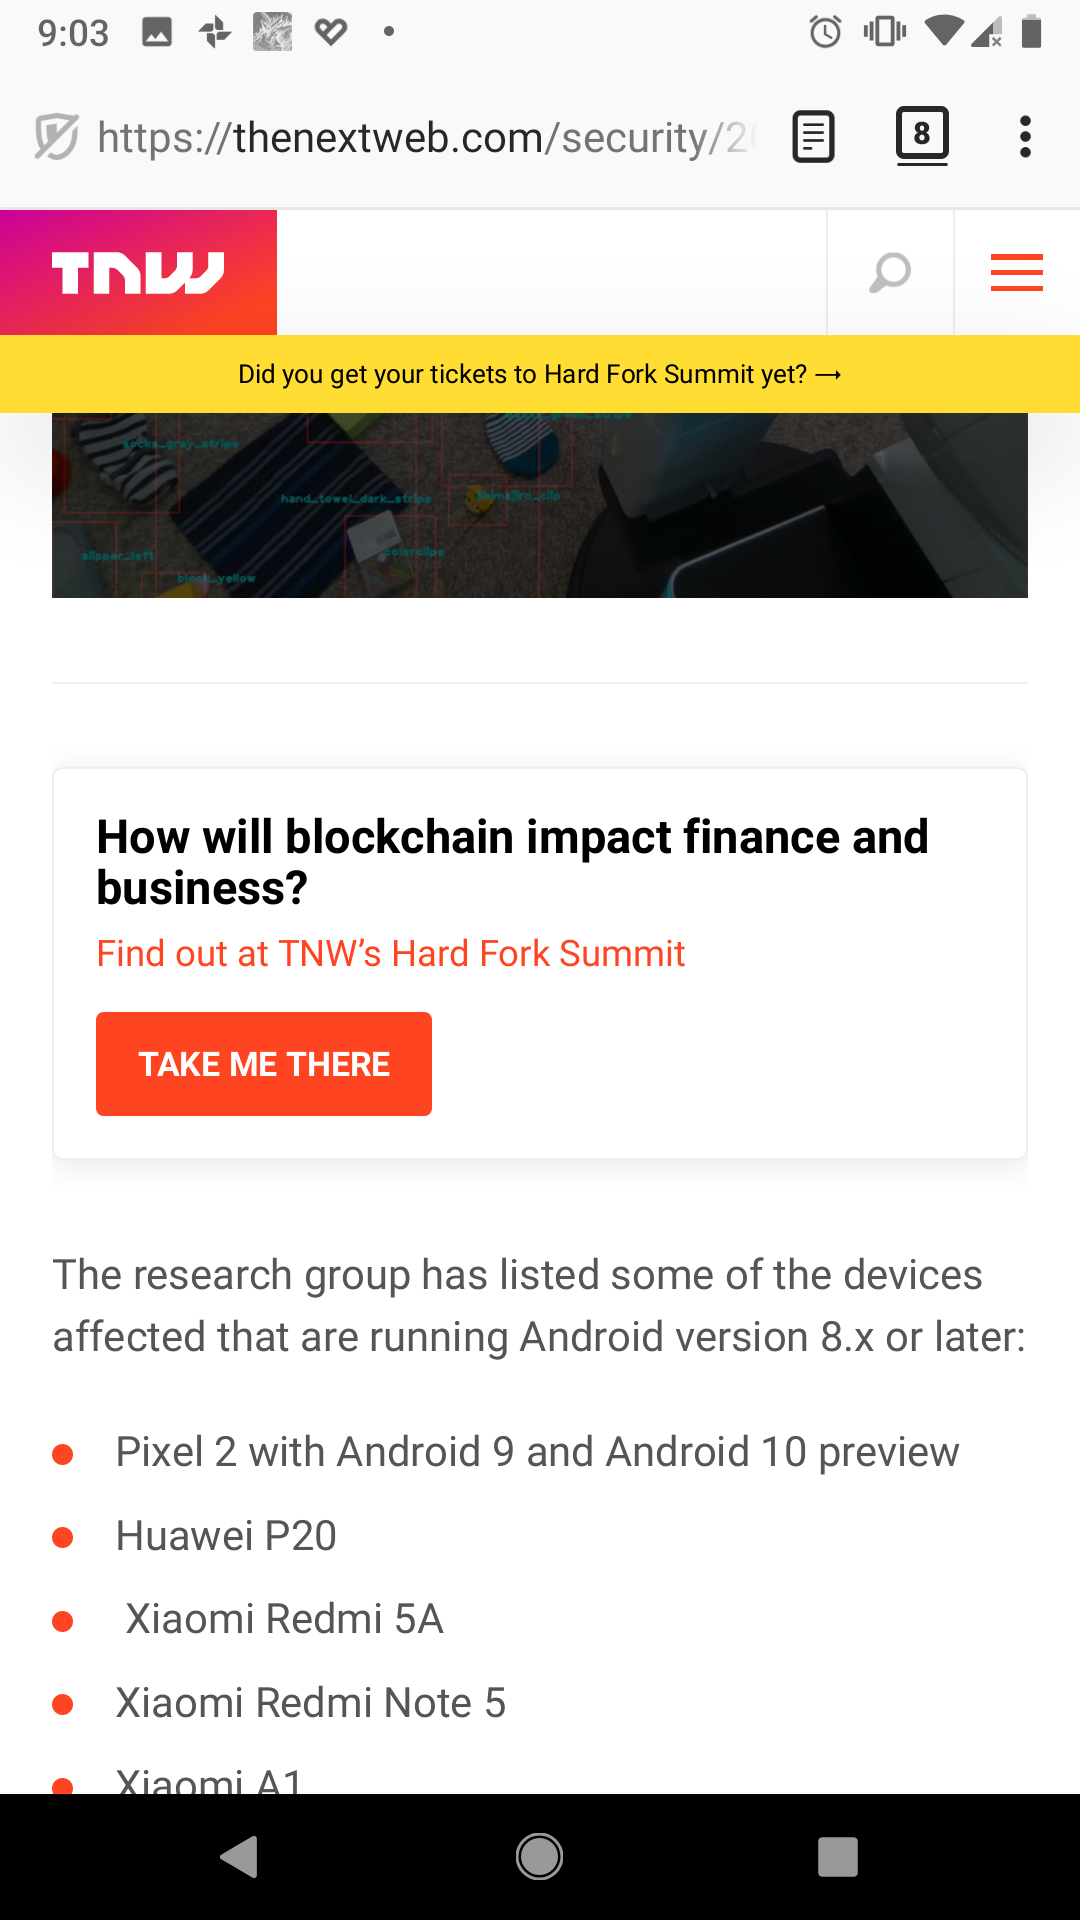 9:03
https://thenextweb.com/security/2
8
TNW
Did you get your tickets to Hard Fork Summit yet? →
socks_gray_stripe
hand_towel_dark_stripe
animajiro_clip
slipper_left
colorclips
block_yellow
How will blockchain impact finance and
business?
Find out at TNW’s Hard Fork Summit
TAKE ME THERE
The research group has listed some of the devices
affected that are running Android version 8.x or later:
Pixel 2 with Android 9 and Android 10 preview
Huawei P20
Xiaomi Redmi 5A
Xiaomi Redmi Note 5
Xiaomi A1